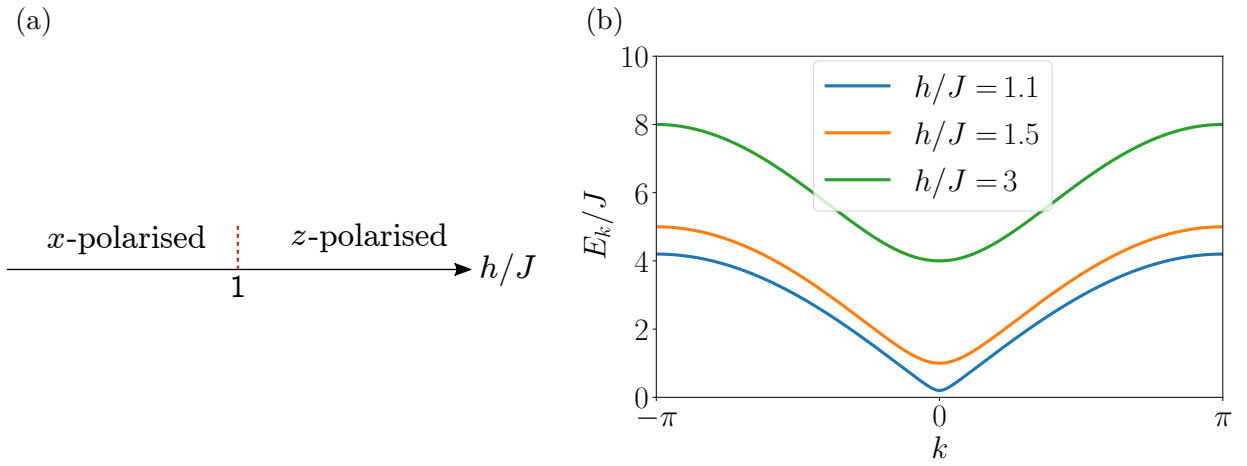 (a)
x-polarised
z-polarised
h/J
1
(b)
10
8
6
4
2
0
E_k/J
h/J = 1.1
h/J = 1.5
h/J = 3
−π
0
π
k